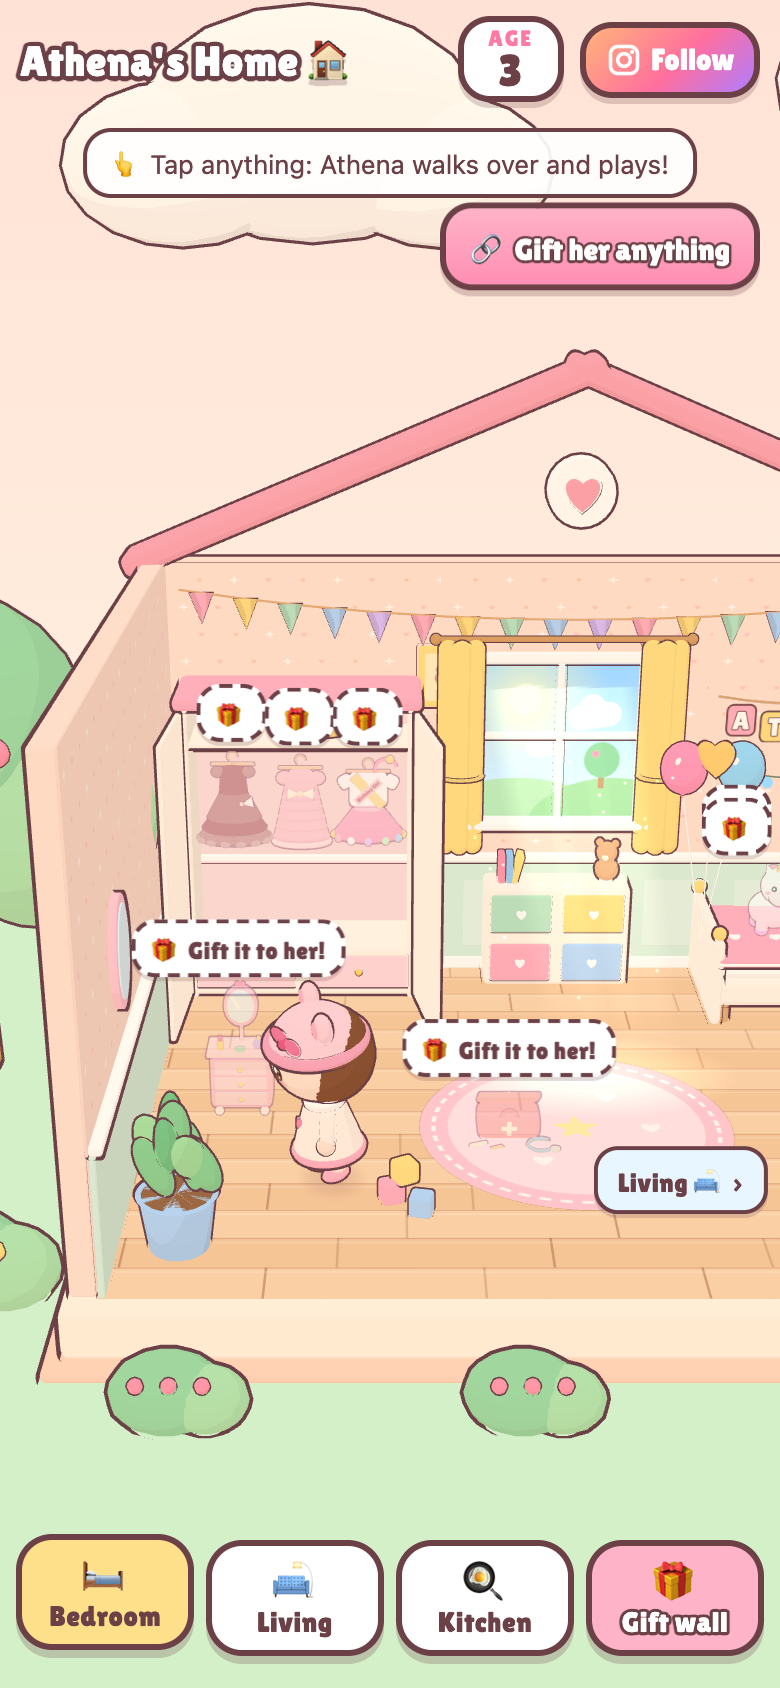 Athena's Home
AGE
3
Follow
Tap anything: Athena walks over and plays!
Gift her anything
A T
Gift it to her!
Gift it to her!
Living ›
Bedroom
Living
Kitchen
Gift wall